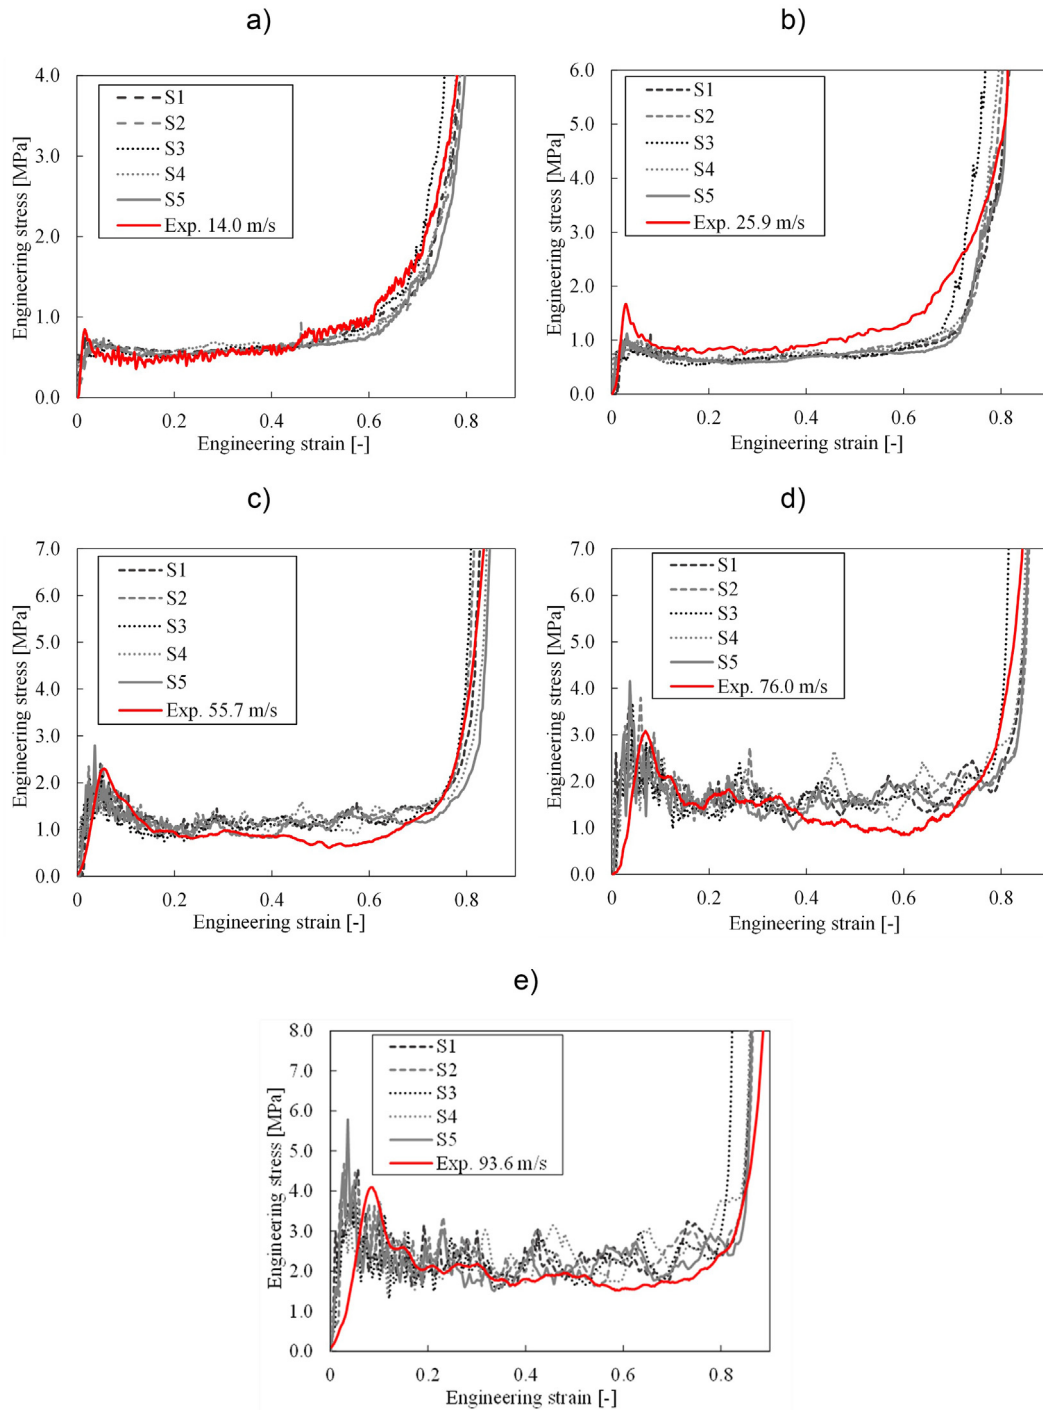 a)
Engineering stress [MPa]
4.0
3.0
2.0
1.0
0.0
S1
S2
S3
S4
S5
Exp. 14.0 m/s
0 0.2 0.4 0.6 0.8
Engineering strain [-]
b)
Engineering stress [MPa]
6.0
5.0
4.0
3.0
2.0
1.0
0.0
S1
S2
S3
S4
S5
Exp. 25.9 m/s
0 0.2 0.4 0.6 0.8
Engineering strain [-]
c)
Engineering stress [MPa]
7.0
6.0
5.0
4.0
3.0
2.0
1.0
0.0
S1
S2
S3
S4
S5
Exp. 55.7 m/s
0 0.2 0.4 0.6 0.8
Engineering strain [-]
d)
Engineering stress [MPa]
7.0
6.0
5.0
4.0
3.0
2.0
1.0
0.0
S1
S2
S3
S4
S5
Exp. 76.0 m/s
0 0.2 0.4 0.6 0.8
Engineering strain [-]
e)
Engineering stress [MPa]
8.0
7.0
6.0
5.0
4.0
3.0
2.0
1.0
0.0
S1
S2
S3
S4
S5
Exp. 93.6 m/s
0 0.2 0.4 0.6 0.8
Engineering strain [-]